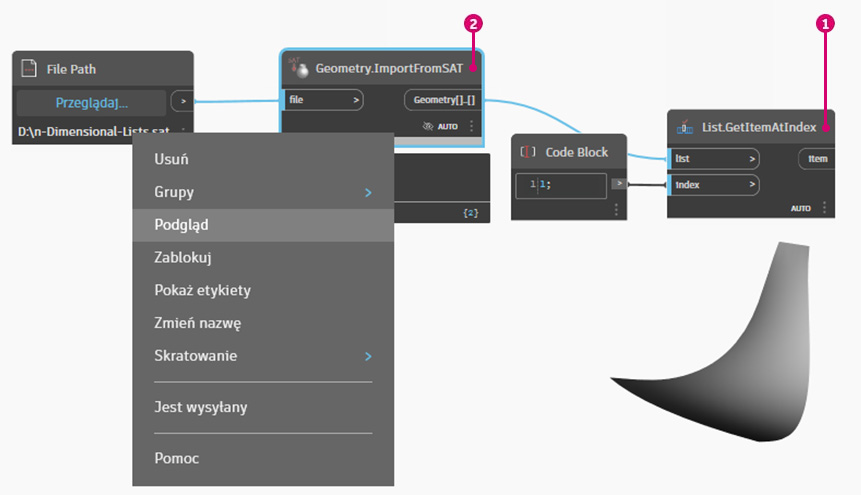 2
1
File Path
Przeglądaj...
>
D:\n-Dimensional-Lists.sat
SAT
Geometry.ImportFromSAT
file >
Geometry[]..[]
AUTO
{2}
Usuń
Grupy >
Podgląd
Zablokuj
Pokaż etykiety
Zmień nazwę
Skratowanie >
Jest wysyłany
Pomoc
Code Block
1 1;
>
List.GetItemAtIndex
list >
item
index >
AUTO